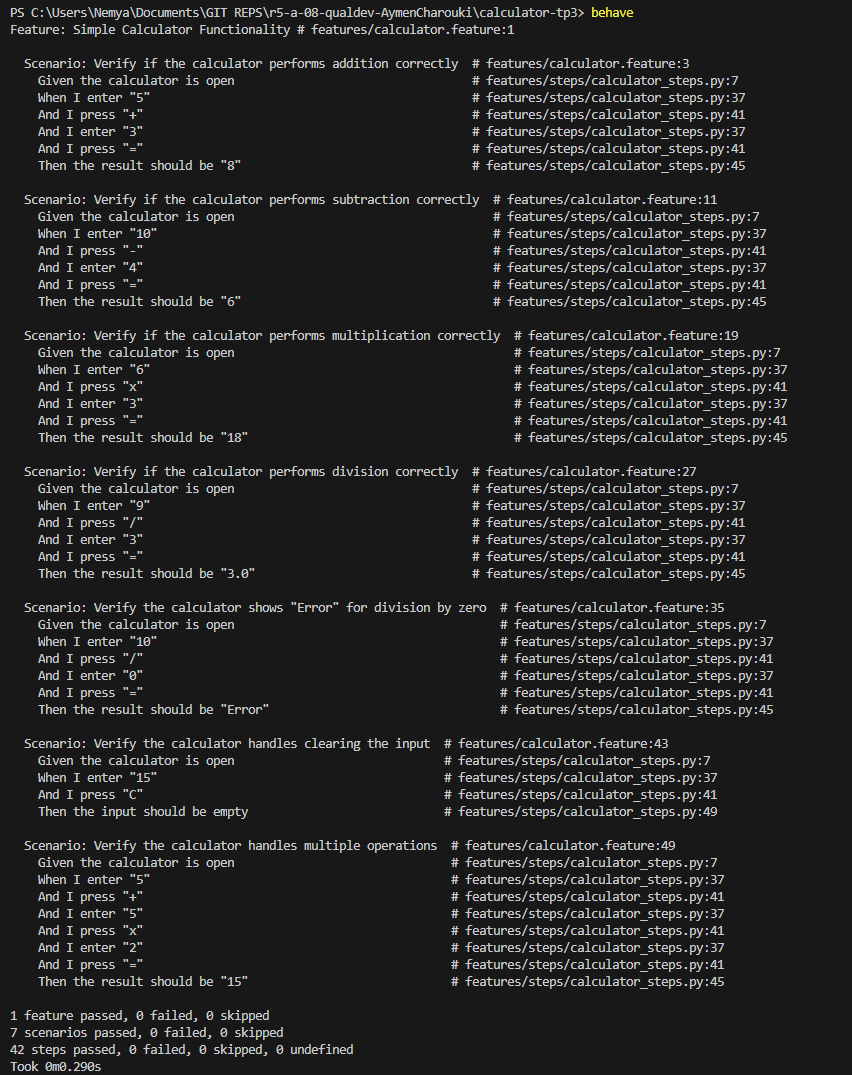 PS C:\Users\Nemya\Documents\GIT REPS\r5-a-08-qualdev-AymenCharouki\calculator-tp3> behave
Feature: Simple Calculator Functionality # features/calculator.feature:1
Scenario: Verify if the calculator performs addition correctly # features/calculator.feature:3
Given the calculator is open # features/steps/calculator_steps.py:7
When I enter "5" # features/steps/calculator_steps.py:37
And I press "+" # features/steps/calculator_steps.py:41
And I enter "3" # features/steps/calculator_steps.py:37
And I press "=" # features/steps/calculator_steps.py:41
Then the result should be "8" # features/steps/calculator_steps.py:45
Scenario: Verify if the calculator performs subtraction correctly # features/calculator.feature:11
Given the calculator is open # features/steps/calculator_steps.py:7
When I enter "10" # features/steps/calculator_steps.py:37
And I press "-" # features/steps/calculator_steps.py:41
And I enter "4" # features/steps/calculator_steps.py:37
And I press "=" # features/steps/calculator_steps.py:41
Then the result should be "6" # features/steps/calculator_steps.py:45
Scenario: Verify if the calculator performs multiplication correctly # features/calculator.feature:19
Given the calculator is open # features/steps/calculator_steps.py:7
When I enter "6" # features/steps/calculator_steps.py:37
And I press "x" # features/steps/calculator_steps.py:41
And I enter "3" # features/steps/calculator_steps.py:37
And I press "=" # features/steps/calculator_steps.py:41
Then the result should be "18" # features/steps/calculator_steps.py:45
Scenario: Verify if the calculator performs division correctly # features/calculator.feature:27
Given the calculator is open # features/steps/calculator_steps.py:7
When I enter "9" # features/steps/calculator_steps.py:37
And I press "/" # features/steps/calculator_steps.py:41
And I enter "3" # features/steps/calculator_steps.py:37
And I press "=" # features/steps/calculator_steps.py:41
Then the result should be "3.0" # features/steps/calculator_steps.py:45
Scenario: Verify the calculator shows "Error" for division by zero # features/calculator.feature:35
Given the calculator is open # features/steps/calculator_steps.py:7
When I enter "10" # features/steps/calculator_steps.py:37
And I press "/" # features/steps/calculator_steps.py:41
And I enter "0" # features/steps/calculator_steps.py:37
And I press "=" # features/steps/calculator_steps.py:41
Then the result should be "Error" # features/steps/calculator_steps.py:45
Scenario: Verify the calculator handles clearing the input # features/calculator.feature:43
Given the calculator is open # features/steps/calculator_steps.py:7
When I enter "15" # features/steps/calculator_steps.py:37
And I press "C" # features/steps/calculator_steps.py:41
Then the input should be empty # features/steps/calculator_steps.py:49
Scenario: Verify the calculator handles multiple operations # features/calculator.feature:49
Given the calculator is open # features/steps/calculator_steps.py:7
When I enter "5" # features/steps/calculator_steps.py:37
And I press "+" # features/steps/calculator_steps.py:41
And I enter "5" # features/steps/calculator_steps.py:37
And I press "x" # features/steps/calculator_steps.py:41
And I enter "2" # features/steps/calculator_steps.py:37
And I press "=" # features/steps/calculator_steps.py:41
Then the result should be "15" # features/steps/calculator_steps.py:45
1 feature passed, 0 failed, 0 skipped
7 scenarios passed, 0 failed, 0 skipped
42 steps passed, 0 failed, 0 skipped, 0 undefined
Took 0m0.290s